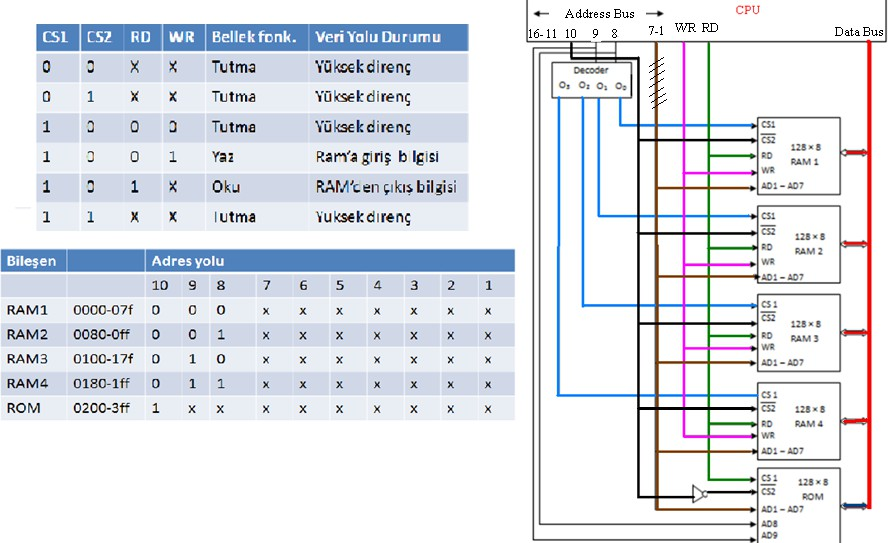 CS1 CS2 RD WR Bellek fonk. Veri Yolu Durumu
0 0 X X Tutma Yüksek direnç
0 1 X X Tutma Yüksek direnç
1 0 0 0 Tutma Yüksek direnç
1 0 0 1 Yaz Ram'a giriş bilgisi
1 0 1 X Oku RAM'den çıkış bilgisi
1 1 X X Tutma Yüksek direnç
Bileşen Adres yolu
10 9 8 7 6 5 4 3 2 1
RAM1 0000-07f 0 0 0 x x x x x x x
RAM2 0080-0ff 0 0 1 x x x x x x x
RAM3 0100-17f 0 1 0 x x x x x x x
RAM4 0180-1ff 0 1 1 x x x x x x x
ROM 0200-3ff 1 x x x x x x x x x
CPU
Address Bus
16-11 10 9 8 7-1 WR RD Data Bus
Decoder
O3 O2 O1 O0
CS1
CS2
RD
WR
AD1 – AD7
128 × 8
RAM 1
CS1
CS2
RD
WR
AD1 – AD7
128 × 8
RAM 2
CS1
CS2
RD
WR
AD1 – AD7
128 × 8
RAM 3
CS1
CS2
RD
WR
AD1 – AD7
128 × 8
RAM 4
CS1
CS2
AD1 – AD7
AD8
AD9
128 × 8
ROM